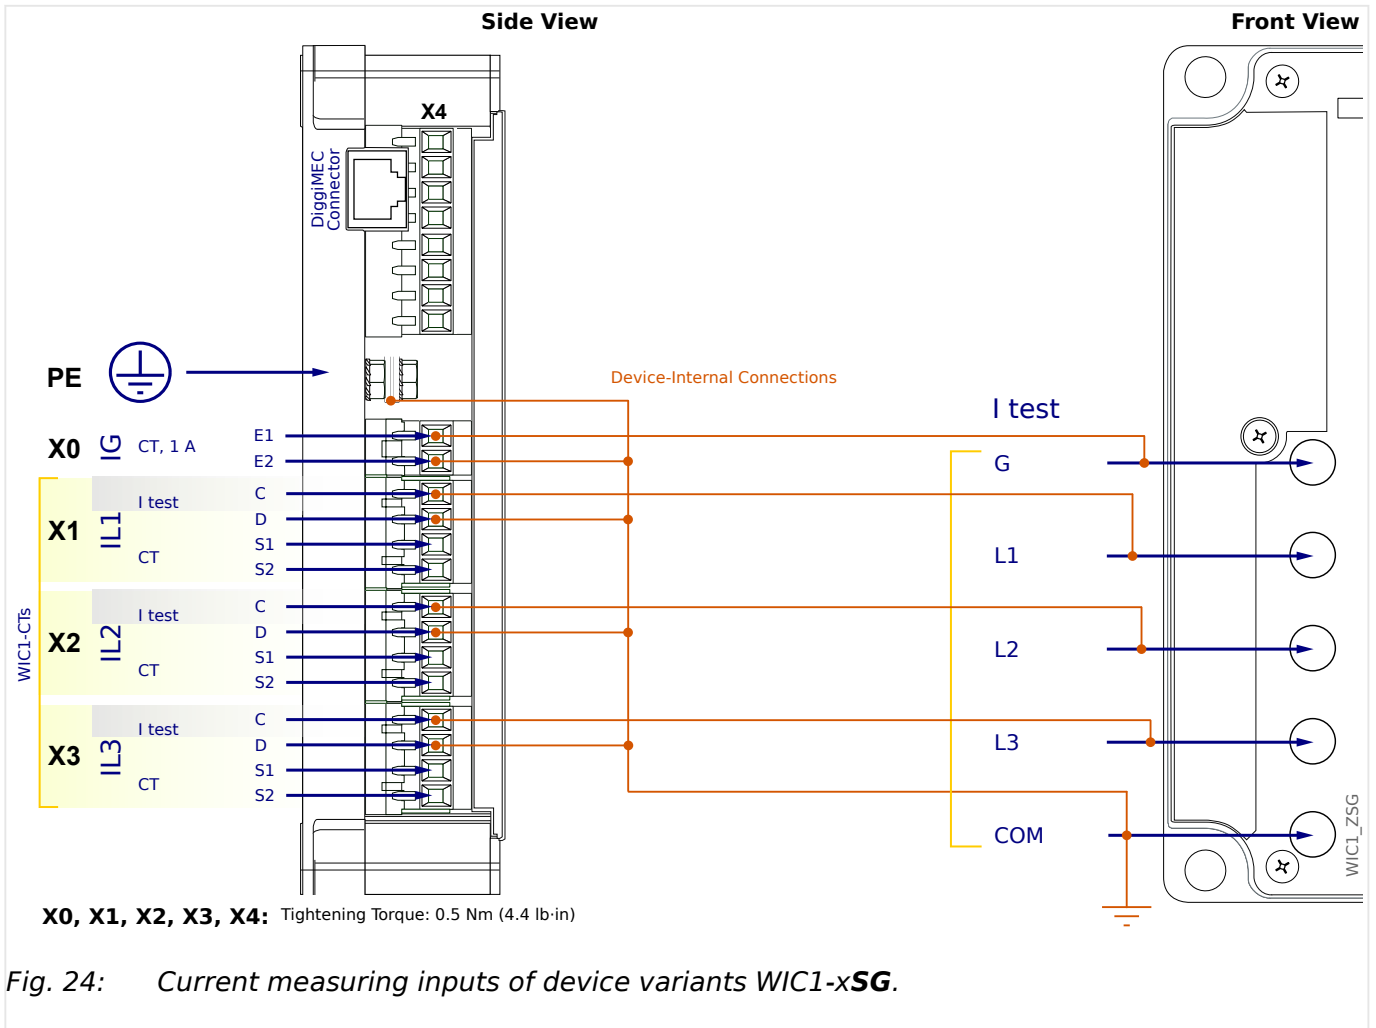 Side View
Front View
X4
DiggiMEC
Connector
PE
Device-Internal Connections
I test
X0
IG
CT, 1 A
E1
E2
G
WIC1-CTs
X1
IL1
I test
CT
C
D
S1
S2
L1
X2
IL2
I test
CT
C
D
S1
S2
L2
X3
IL3
I test
CT
C
D
S1
S2
L3
COM
WIC1_ZSG
X0, X1, X2, X3, X4: Tightening Torque: 0.5 Nm (4.4 lb·in)
Fig. 24: Current measuring inputs of device variants WIC1-xSG.